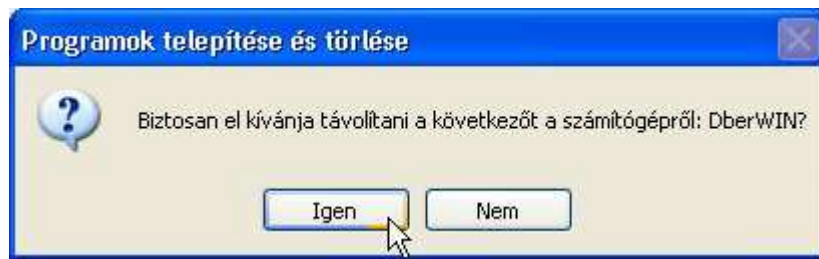 Programok telepítése és törlése
Biztosan el kívánja távolítani a következőt a számítógépről: DberWIN?
Igen
Nem